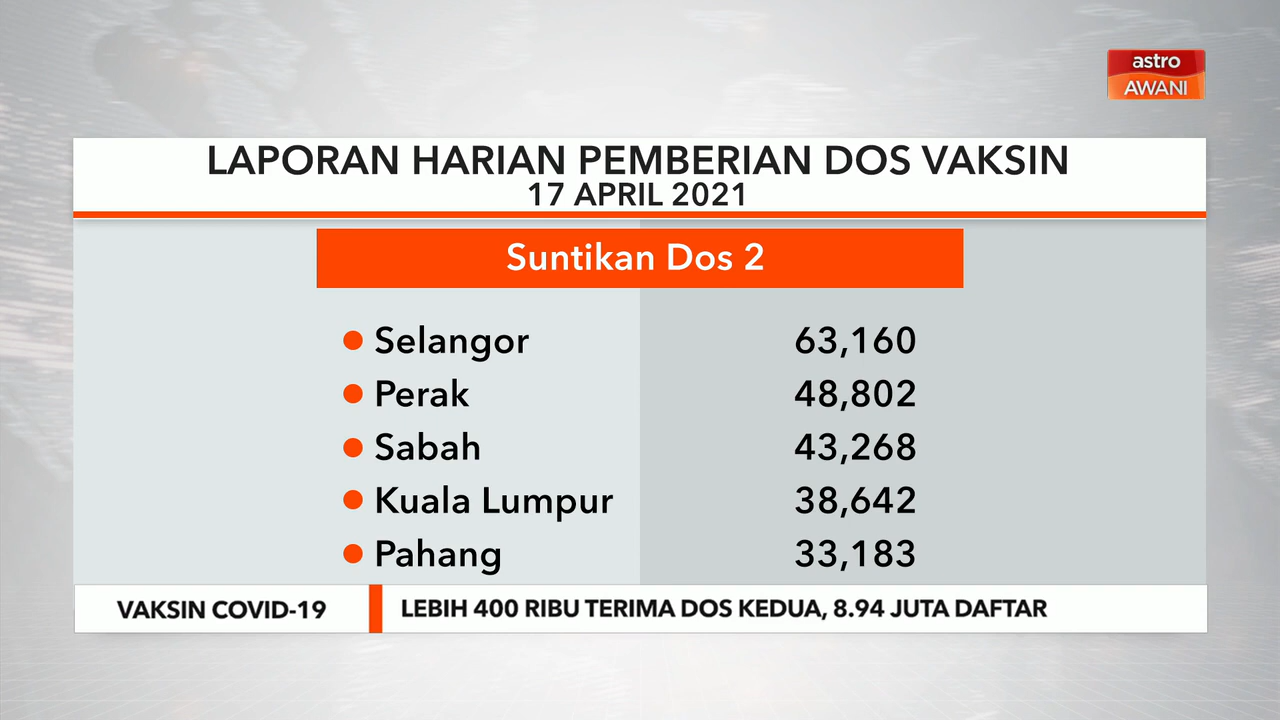 astro
AWANI
LAPORAN HARIAN PEMBERIAN DOS VAKSIN
17 APRIL 2021
Suntikan Dos 2
Selangor 63,160
Perak 48,802
Sabah 43,268
Kuala Lumpur 38,642
Pahang 33,183
VAKSIN COVID-19 LEBIH 400 RIBU TERIMA DOS KEDUA, 8.94 JUTA DAFTAR